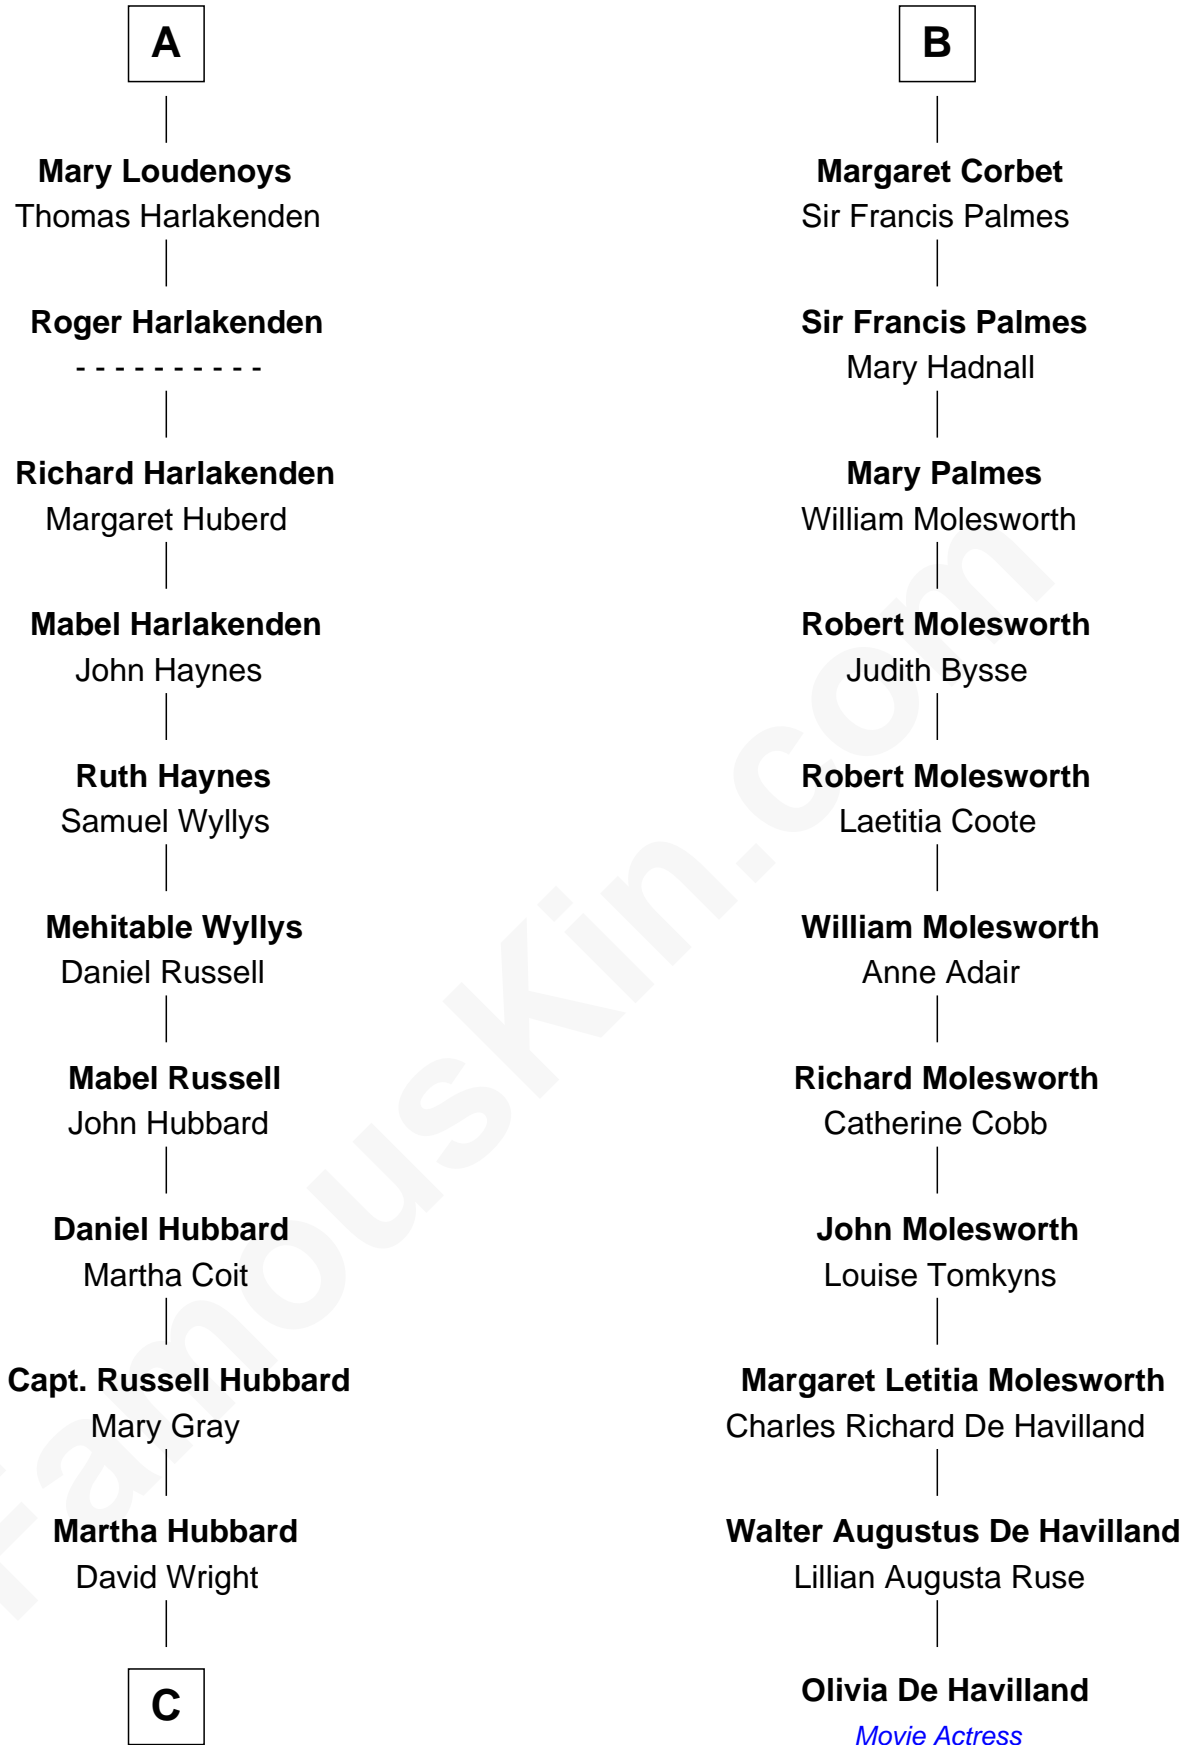 A
Mary Loudenoys
Thomas Harlakenden
Roger Harlakenden
- - - - - - - - - -
Richard Harlakenden
Margaret Huberd
Mabel Harlakenden
John Haynes
Ruth Haynes
Samuel Wyllys
Mehitable Wyllys
Daniel Russell
Mabel Russell
John Hubbard
Daniel Hubbard
Martha Coit
Capt. Russell Hubbard
Mary Gray
Martha Hubbard
David Wright
C
B
Margaret Corbet
Sir Francis Palmes
Sir Francis Palmes
Mary Hadnall
Mary Palmes
William Molesworth
Robert Molesworth
Judith Bysse
Robert Molesworth
Laetitia Coote
William Molesworth
Anne Adair
Richard Molesworth
Catherine Cobb
John Molesworth
Louise Tomkyns
Margaret Letitia Molesworth
Charles Richard De Havilland
Walter Augustus De Havilland
Lillian Augusta Ruse
Olivia De Havilland
Movie Actress
FamousKin.com